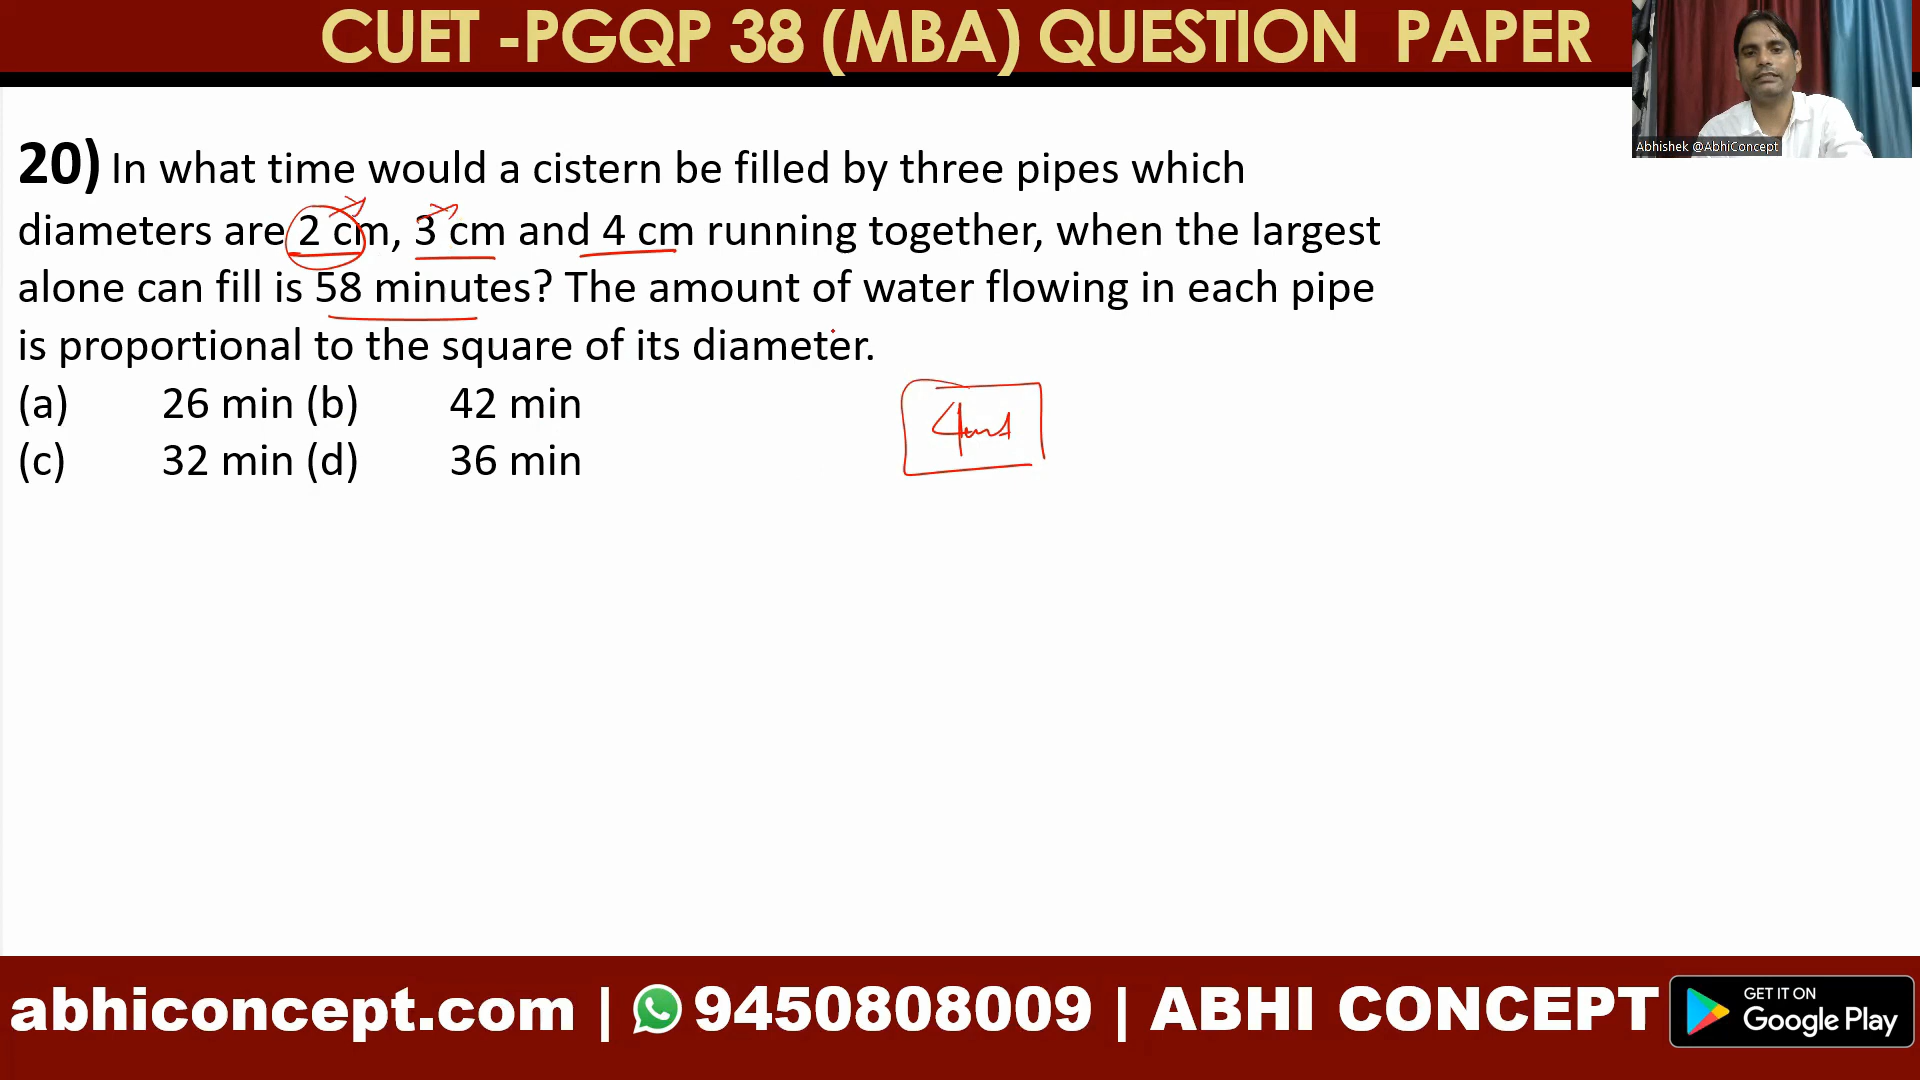 CUET -PGQP 38 (MBA) QUESTION PAPER
Abhishek @AbhiConcept
20) In what time would a cistern be filled by three pipes which
diameters are 2 cm, 3 cm and 4 cm running together, when the largest
alone can fill is 58 minutes? The amount of water flowing in each pipe
is proportional to the square of its diameter.
(a) 26 min (b) 42 min
(c) 32 min (d) 36 min
abhiconcept.com | 9450808009 | ABHI CONCEPT
GET IT ON
Google Play